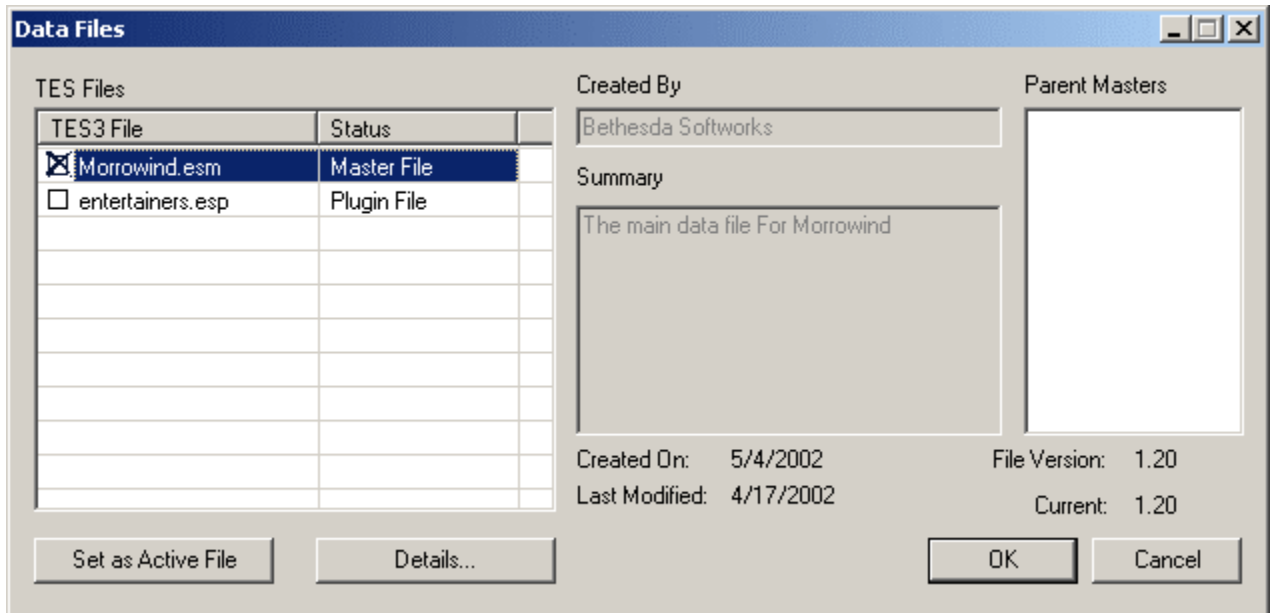 Data Files
TES Files
TES3 File Status
Morrowind.esm Master File
entertainers.esp Plugin File
Created By
Bethesda Softworks
Summary
The main data file For Morrowind
Parent Masters
Created On: 5/4/2002
Last Modified: 4/17/2002
File Version: 1.20
Current: 1.20
Set as Active File
Details...
OK
Cancel